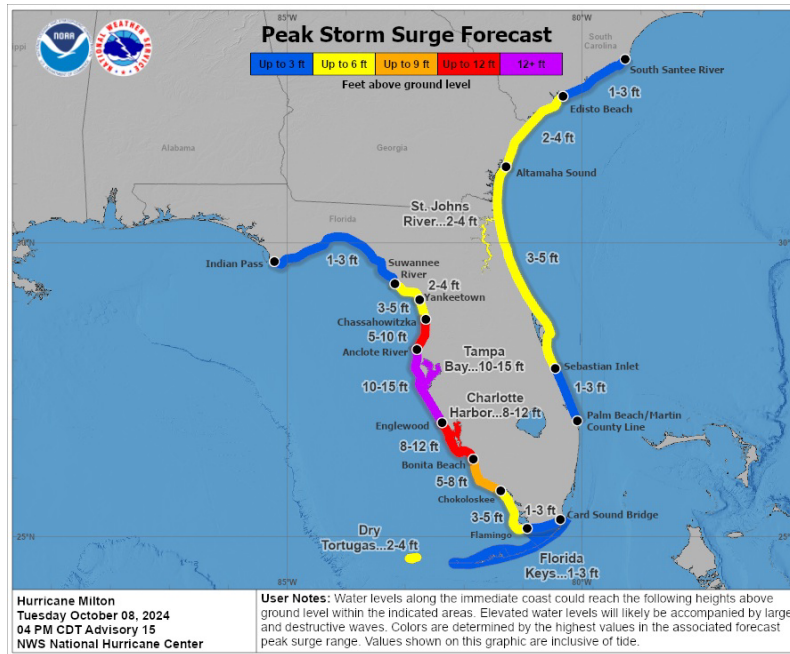 85°W
80°W
Peak Storm Surge Forecast
Up to 3 ft Up to 6 ft Up to 9 ft Up to 12 ft 12+ ft
Feet above ground level
NOAA
South
Carolina
South Santee River
1-3 ft
Edisto Beach
2-4 ft
Alabama
Georgia
Altamaha Sound
St. Johns
River...2-4 ft
Florida
30°N
30°N
3-5 ft
Indian Pass
1-3 ft
Suwannee
River
2-4 ft
Yankeetown
3-5 ft
Chassahowitzka
5-10 ft
Anclote River
Tampa
Bay...10-15 ft
Sebastian Inlet
1-3 ft
10-15 ft
Charlotte
Harbor...8-12 ft
Palm Beach/Martin
County Line
Englewood
8-12 ft
Bonita Beach
5-8 ft
Chokoloskee
3-5 ft
1-3 ft
Card Sound Bridge
Flamingo
25°N
25°N
Dry
Tortugas...2-4 ft
Florida
Keys...1-3 ft
85°W
80°W
Hurricane Milton
Tuesday October 08, 2024
04 PM CDT Advisory 15
NWS National Hurricane Center
User Notes: Water levels along the immediate coast could reach the following heights above
ground level within the indicated areas. Elevated water levels will likely be accompanied by large
and destructive waves. Colors are determined by the highest values in the associated forecast
peak surge range. Values shown on this graphic are inclusive of tide.